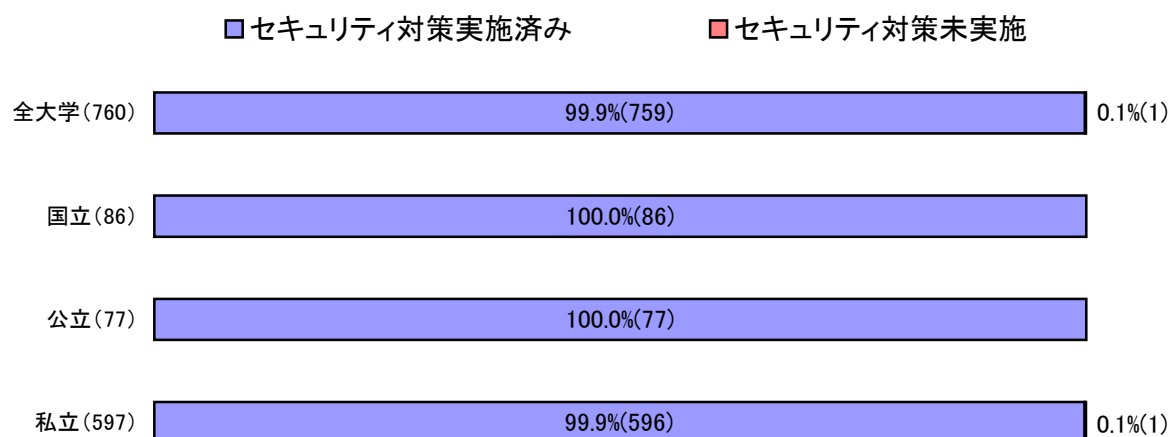 セキュリティ対策実施済み セキュリティ対策未実施
全大学(760) 99.9%(759) 0.1%(1)
国立(86) 100.0%(86)
公立(77) 100.0%(77)
私立(597) 99.9%(596) 0.1%(1)